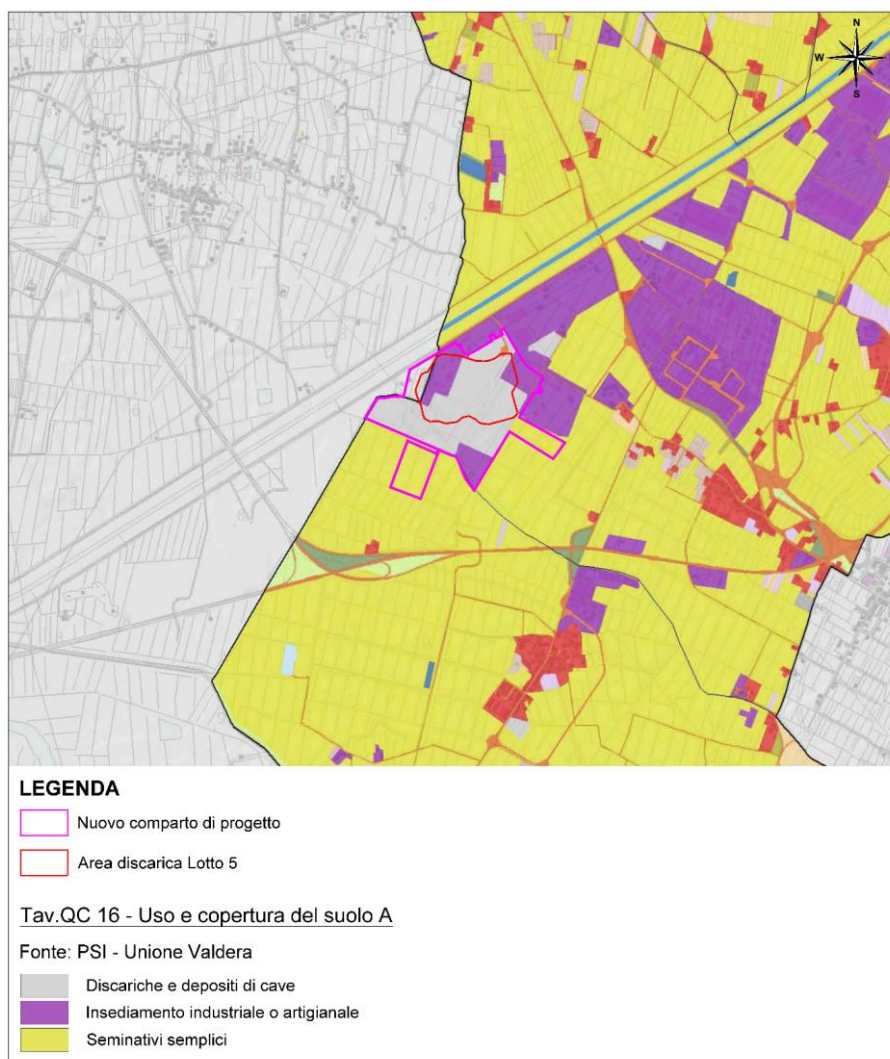 N
W
S
LEGENDA
Nuovo comparto di progetto
Area discarica Lotto 5
Tav.QC 16 - Uso e copertura del suolo A
Fonte: PSI - Unione Valdera
Discariche e depositi di cave
Insediamento industriale o artigianale
Seminativi semplici